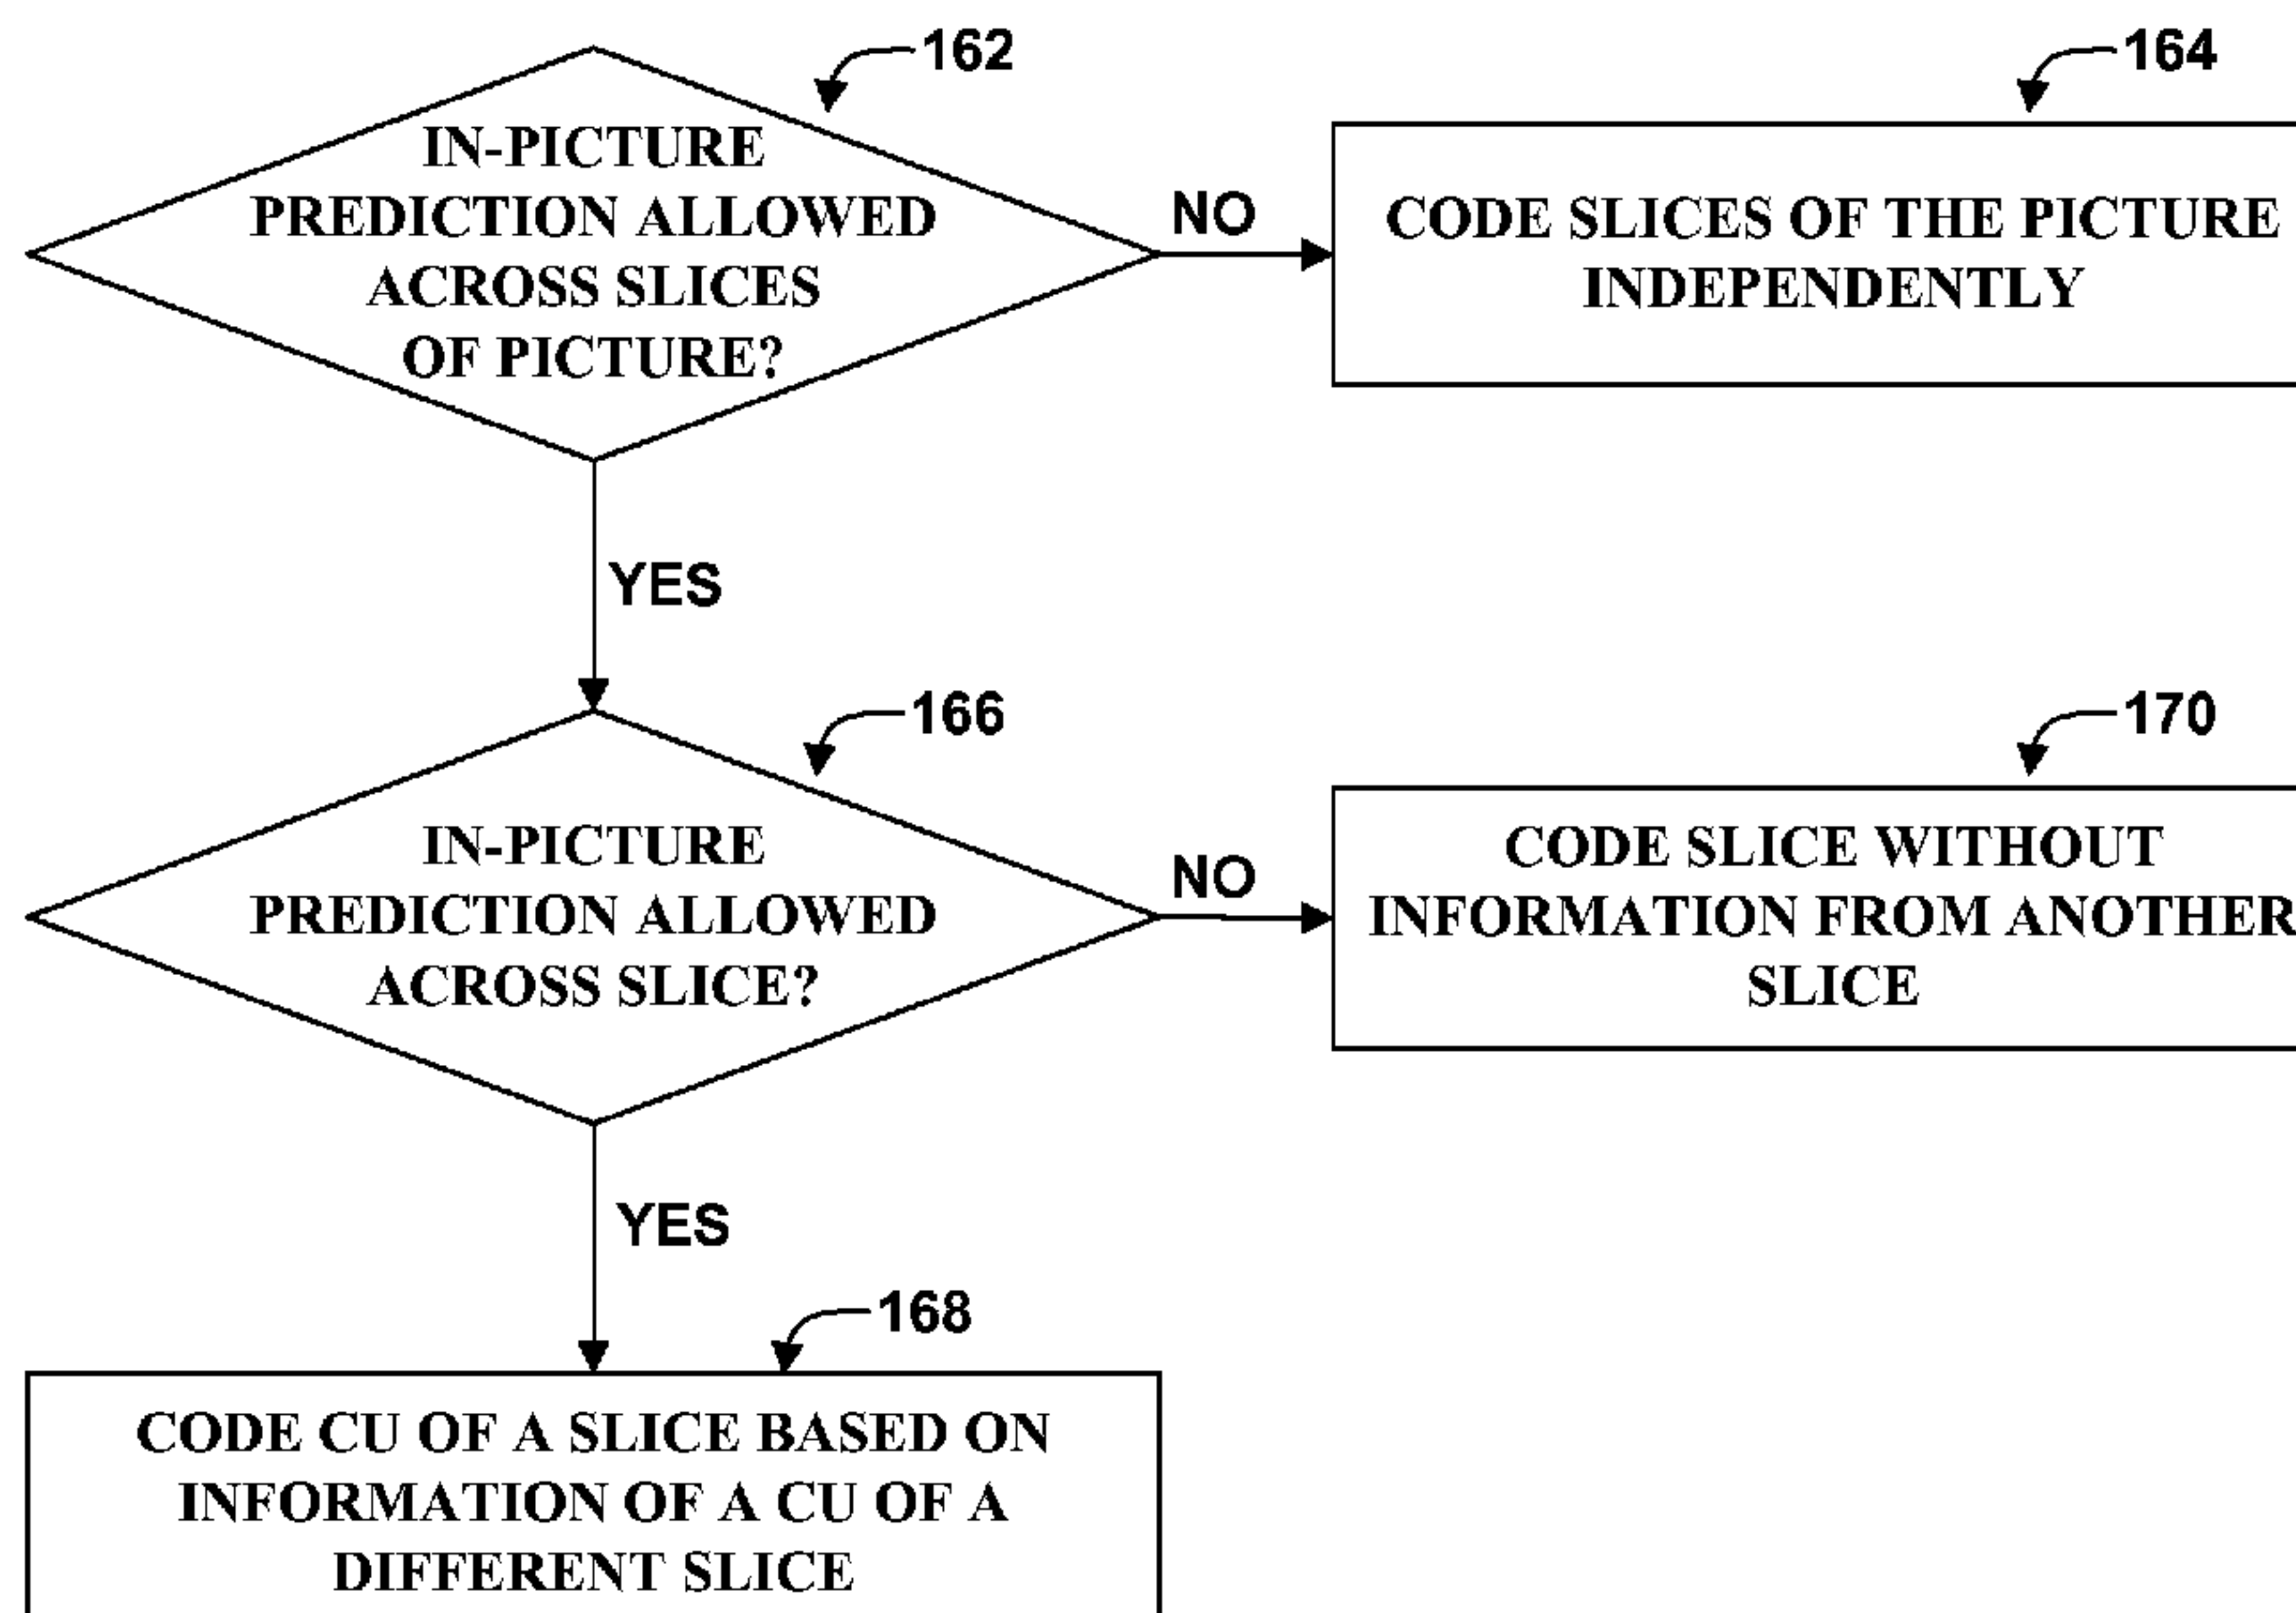 162
IN-PICTURE
PREDICTION ALLOWED
ACROSS SLICES
OF PICTURE?
NO
164
CODE SLICES OF THE PICTURE
INDEPENDENTLY
YES
166
IN-PICTURE
PREDICTION ALLOWED
ACROSS SLICE?
NO
170
CODE SLICE WITHOUT
INFORMATION FROM ANOTHER
SLICE
YES
168
CODE CU OF A SLICE BASED ON
INFORMATION OF A CU OF A
DIFFERENT SLICE